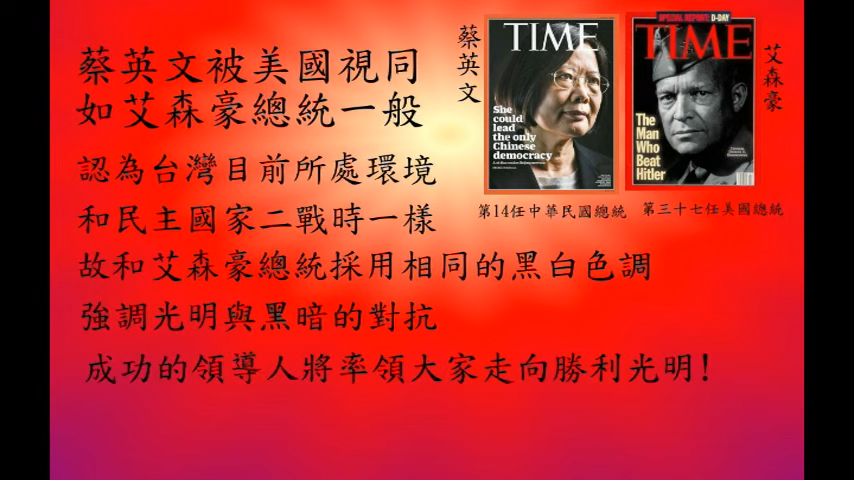 蔡英文被美國視同
如艾森豪總統一般
認為台灣目前所處環境
和民主國家二戰時一樣
故和艾森豪總統採用相同的黑白色調
強調光明與黑暗的對抗
成功的領導人將率領大家走向勝利光明!
蔡英文
TIME
She
could
lead
the only
Chinese
democracy
第14任中華民國總統
SPECIAL REPORT: D-DAY
TIME
The
Man
Who
Beat
Hitler
艾森豪
第三十七任美國總統